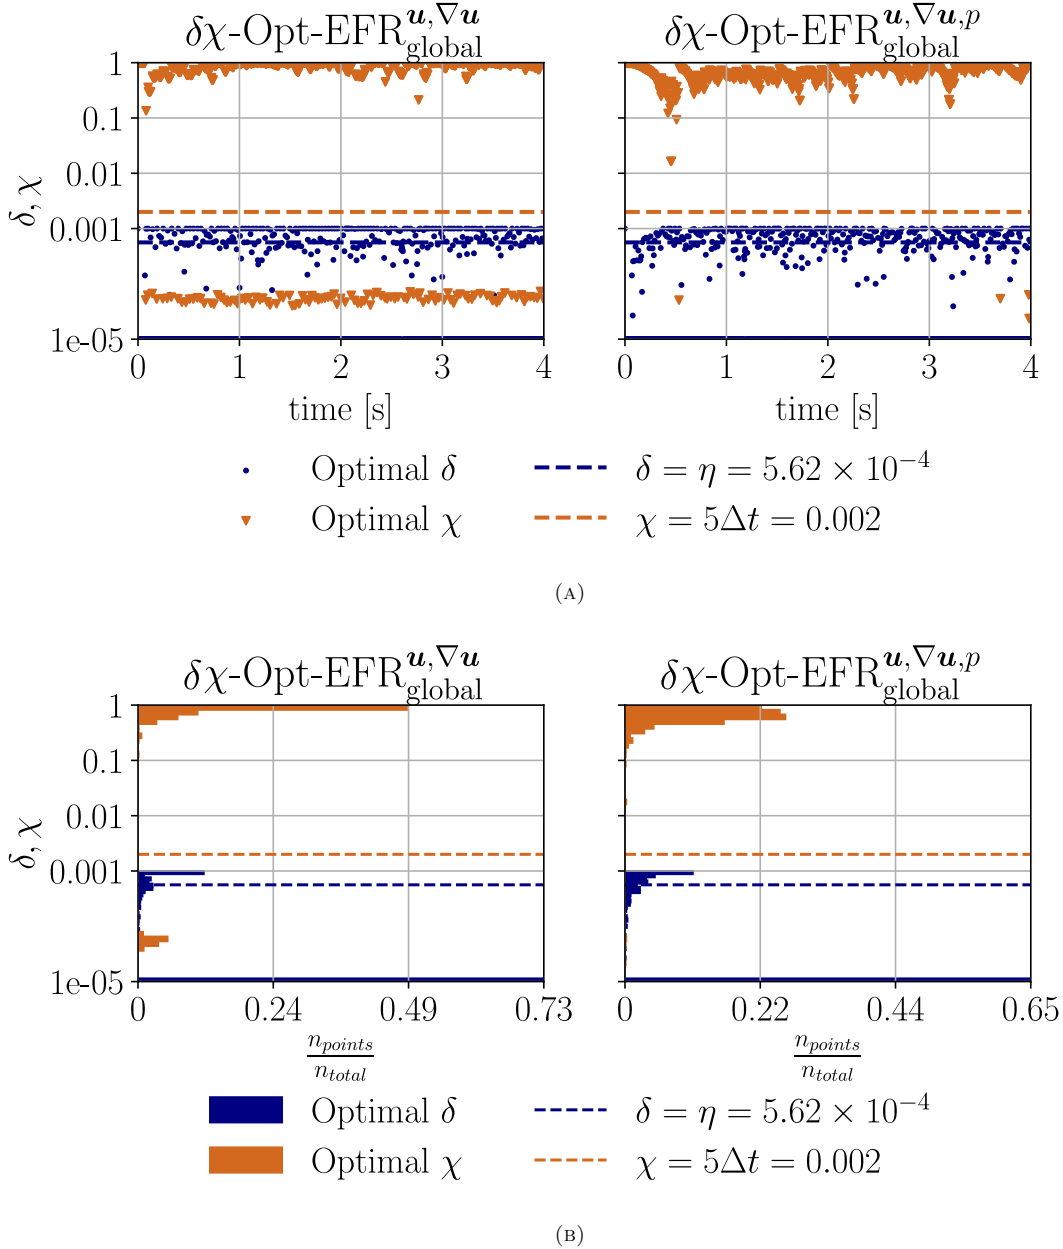 δχ-Opt-EFR^{u,∇u}_{global} δχ-Opt-EFR^{u,∇u,p}_{global}
1
0.1
0.01
0.001
1e-05
δ, χ
0 1 2 3 4 0 1 2 3 4
time [s] time [s]
Optimal δ δ = η = 5.62 × 10^{−4}
Optimal χ χ = 5Δt = 0.002
(A)
δχ-Opt-EFR^{u,∇u}_{global} δχ-Opt-EFR^{u,∇u,p}_{global}
1
0.1
0.01
0.001
1e-05
δ, χ
0 0.24 0.49 0.73 0 0.22 0.44 0.65
n_{points} n_{points}
n_{total} n_{total}
Optimal δ δ = η = 5.62 × 10^{−4}
Optimal χ χ = 5Δt = 0.002
(B)